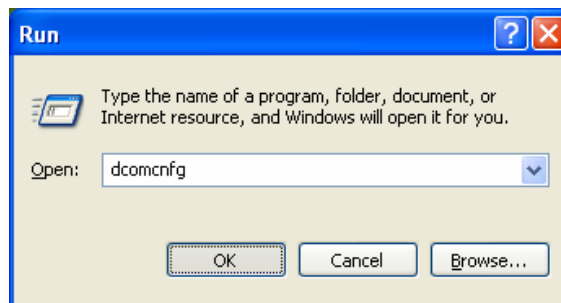 Run
Type the name of a program, folder, document, or
Internet resource, and Windows will open it for you.
Open: dcomcnfg
OK Cancel Browse...